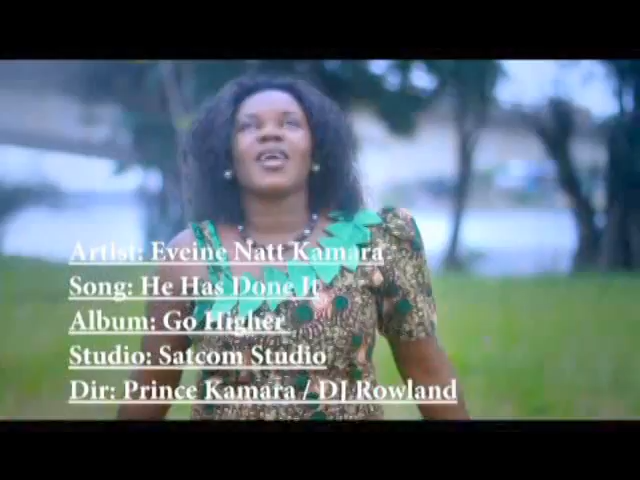 Artist: Eveine Natt Kamara
Song: He Has Done It
Album: Go Higher
Studio: Satcom Studio
Dir: Prince Kamara / DJ Rowland